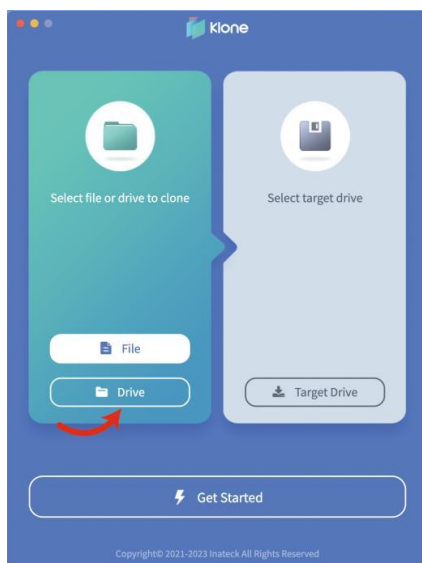 Klone
Select file or drive to clone
Select target drive
File
Drive
Target Drive
Get Started
Copyright© 2021-2023 Inateck All Rights Reserved